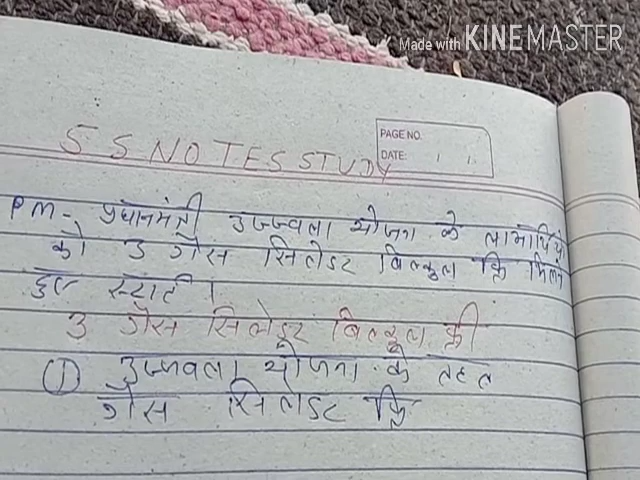 Made with KINEMASTER
PAGE NO.
DATE: / /
S S NOTES STUDY
PM- प्रधानमंत्री उज्ज्वला योजना के लाभार्थियो
को 3 गैस सिलेंडर बिल्कुल फ्रि मिलने
हुए स्टार्ट।
3 गैस सिलेंडर बिल्कुल फ्री
① उज्जवला योजना के तहत
गैस सिलेंडर फ्रि